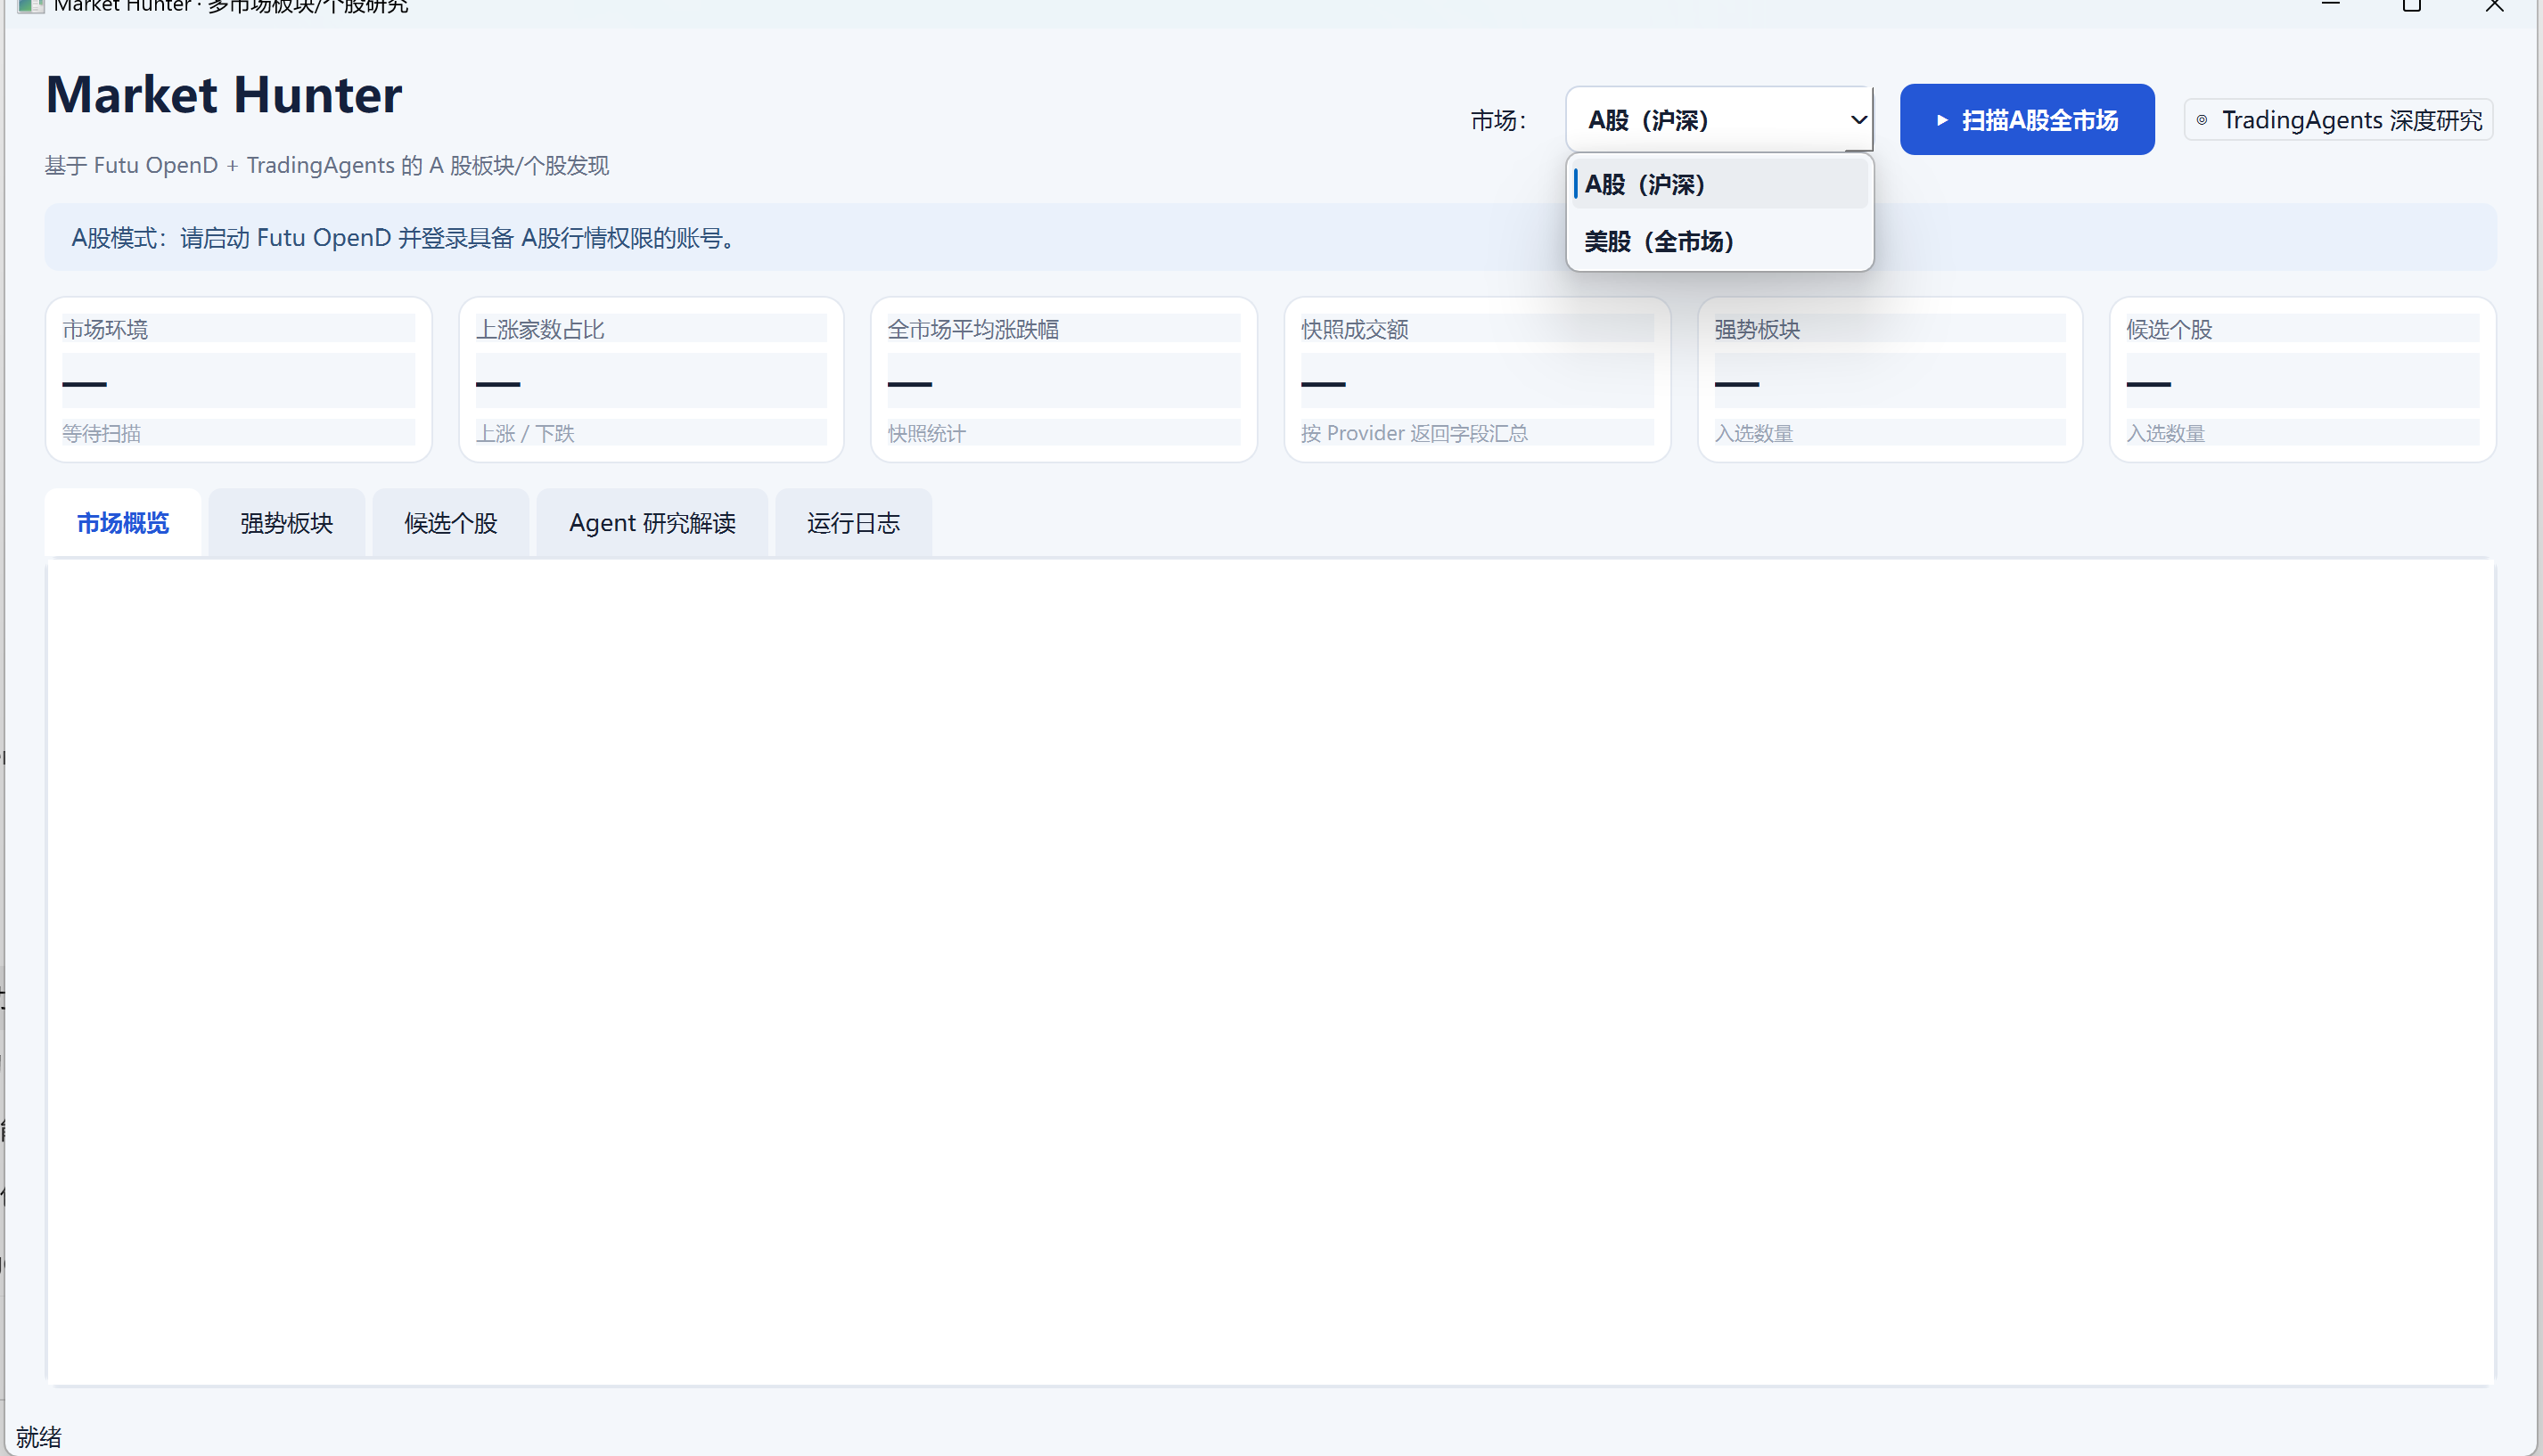 Market Hunter · 多市场板块/个股研究
Market Hunter
基于 Futu OpenD + TradingAgents 的 A 股板块/个股发现
市场：
A股（沪深）
扫描A股全市场
TradingAgents 深度研究
A股（沪深）
美股（全市场）
A股模式：请启动 Futu OpenD 并登录具备 A股行情权限的账号。
市场环境
—
等待扫描
上涨家数占比
—
上涨 / 下跌
全市场平均涨跌幅
—
快照统计
快照成交额
—
按 Provider 返回字段汇总
强势板块
—
入选数量
候选个股
—
入选数量
市场概览
强势板块
候选个股
Agent 研究解读
运行日志
就绪